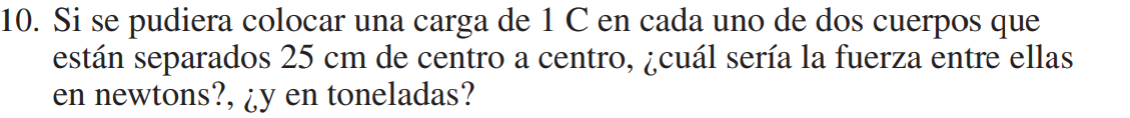 10. Si se pudiera colocar una carga de 1 C en cada uno de dos cuerpos que
están separados 25 cm de centro a centro, ¿cuál sería la fuerza entre ellas
en newtons?, ¿y en toneladas?